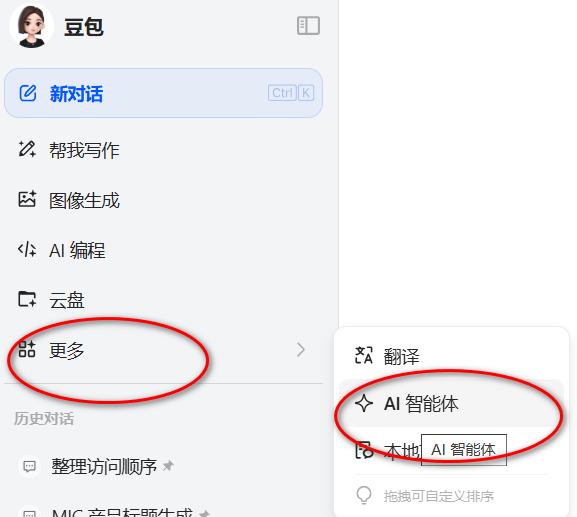 豆包
新对话
Ctrl K
帮我写作
图像生成
AI 编程
云盘
更多
翻译
AI 智能体
本地
AI 智能体
拖拽可自定义排序
历史对话
整理访问顺序
MIC 产品标题生成